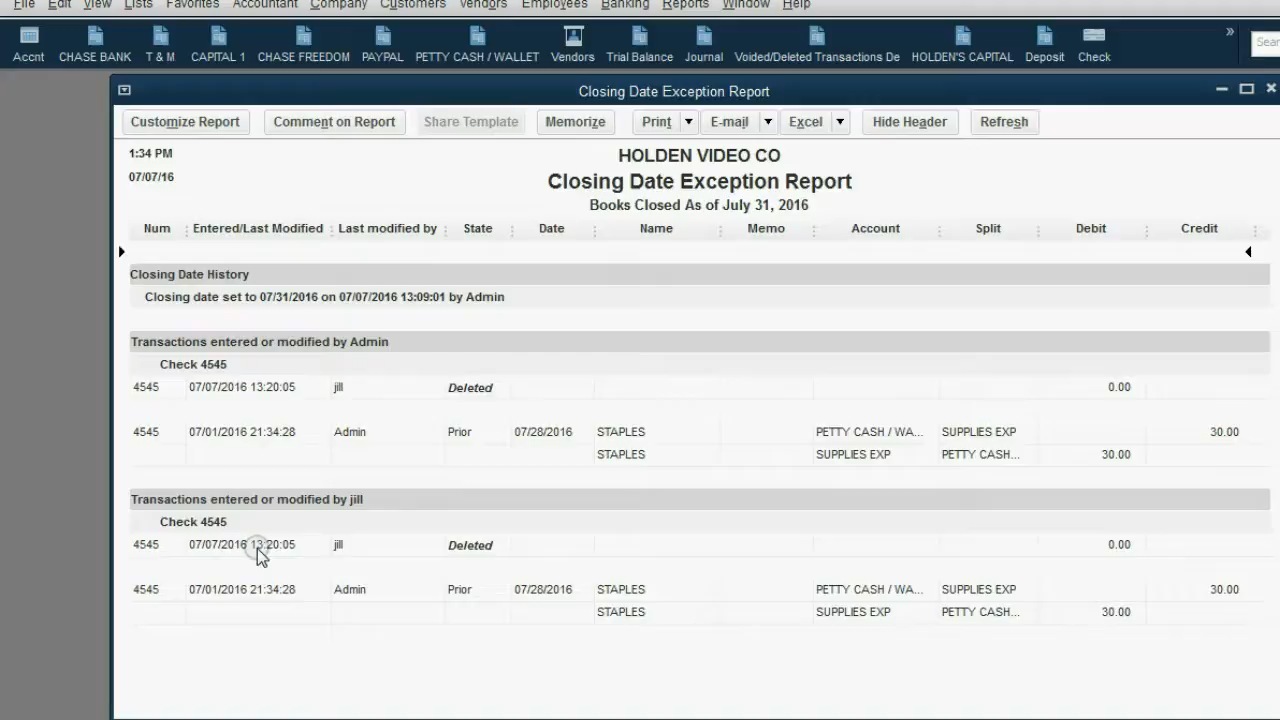 File Edit View Lists Favorites Accountant Company Customers Vendors Employees Banking Reports Window Help
Accnt CHASE BANK T & M CAPITAL 1 CHASE FREEDOM PAYPAL PETTY CASH / WALLET Vendors Trial Balance Journal Voided/Deleted Transactions De HOLDEN'S CAPITAL Deposit Check » Sear
Closing Date Exception Report
Customize Report Comment on Report Share Template Memorize Print E-mail Excel Hide Header Refresh
1:34 PM HOLDEN VIDEO CO
07/07/16 Closing Date Exception Report
Books Closed As of July 31, 2016
Num Entered/Last Modified Last modified by State Date Name Memo Account Split Debit Credit
Closing Date History
Closing date set to 07/31/2016 on 07/07/2016 13:09:01 by Admin
Transactions entered or modified by Admin
Check 4545
4545 07/07/2016 13:20:05 jill Deleted 0.00
4545 07/01/2016 21:34:28 Admin Prior 07/28/2016 STAPLES PETTY CASH / WA... SUPPLIES EXP 30.00
STAPLES SUPPLIES EXP PETTY CASH... 30.00
Transactions entered or modified by jill
Check 4545
4545 07/07/2016 13:20:05 jill Deleted 0.00
4545 07/01/2016 21:34:28 Admin Prior 07/28/2016 STAPLES PETTY CASH / WA... SUPPLIES EXP 30.00
STAPLES SUPPLIES EXP PETTY CASH... 30.00